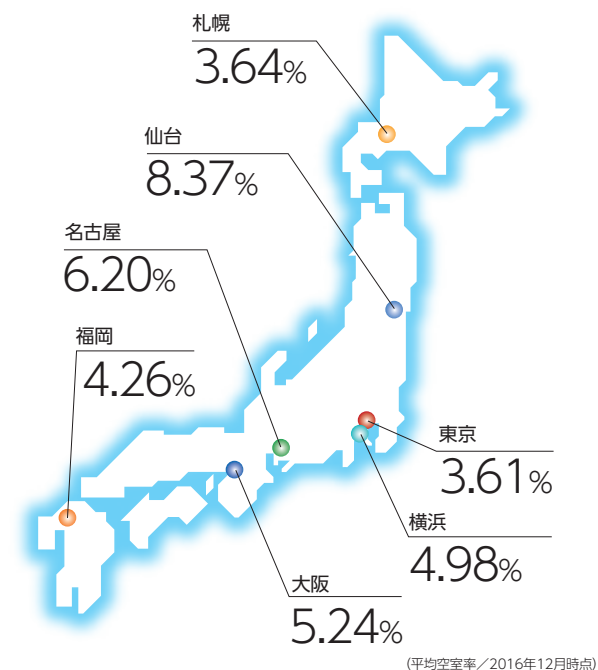 札幌
3.64%
仙台
8.37%
名古屋
6.20%
福岡
4.26%
東京
3.61%
横浜
4.98%
大阪
5.24%
(平均空室率／2016年12月時点)